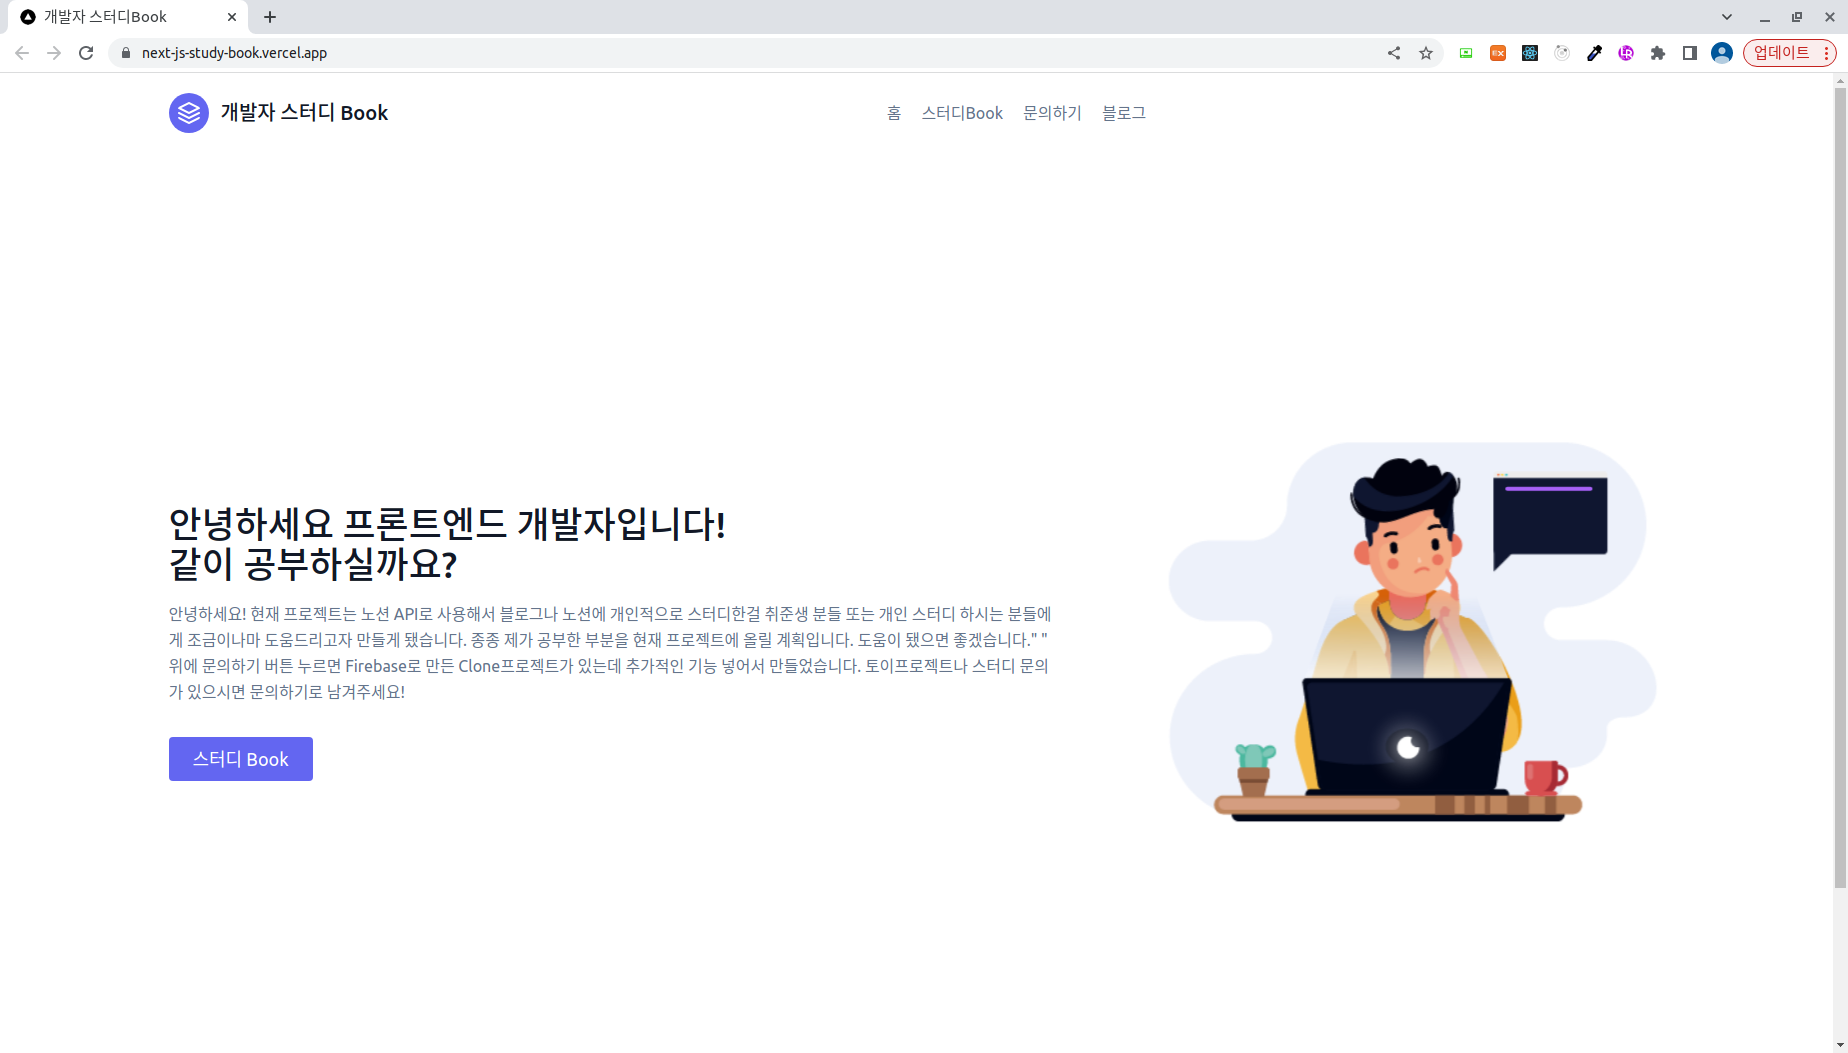 개발자 스터디Book
next-js-study-book.vercel.app
업데이트
개발자 스터디 Book
홈 스터디Book 문의하기 블로그
안녕하세요 프론트엔드 개발자입니다!
같이 공부하실까요?
안녕하세요! 현재 프로젝트는 노션 API로 사용해서 블로그나 노션에 개인적으로 스터디한걸 취준생 분들 또는 개인 스터디 하시는 분들에
게 조금이나마 도움드리고자 만들게 됐습니다. 종종 제가 공부한 부분을 현재 프로젝트에 올릴 계획입니다. 도움이 됐으면 좋겠습니다." "
위에 문의하기 버튼 누르면 Firebase로 만든 Clone프로젝트가 있는데 추가적인 기능 넣어서 만들었습니다. 토이프로젝트나 스터디 문의
가 있으시면 문의하기로 남겨주세요!
스터디 Book